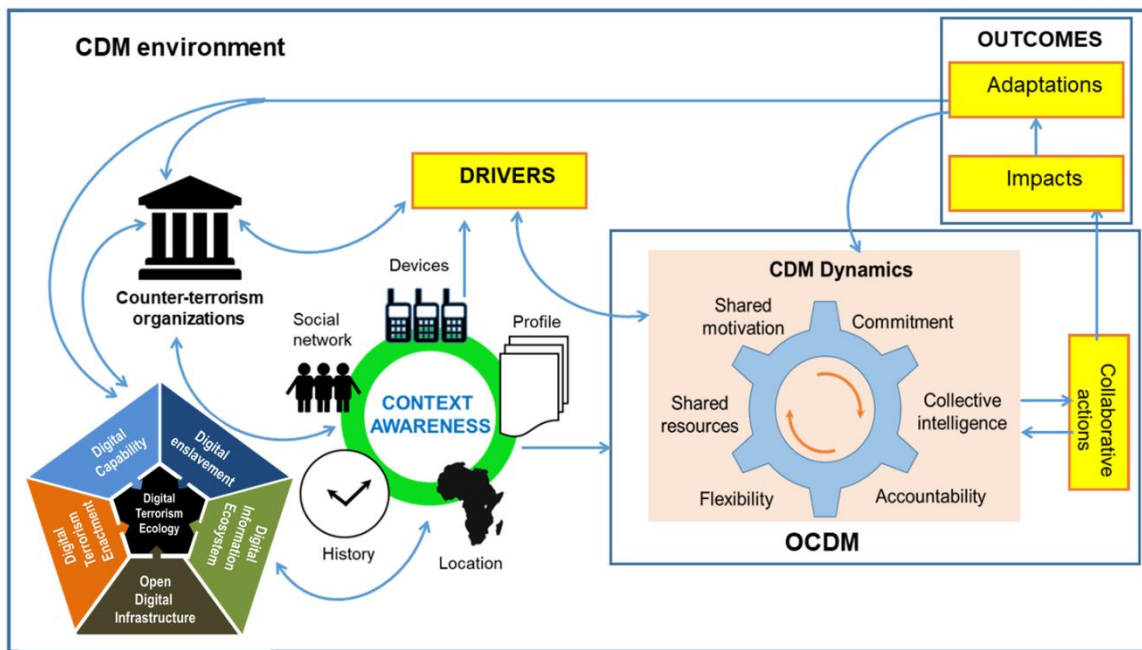 CDM environment
OUTCOMES
Adaptations
Impacts
DRIVERS
Counter-terrorism
organizations
Devices
Social
network
Profile
CONTEXT
AWARENESS
History
Location
CDM Dynamics
Shared
motivation
Commitment
Shared
resources
Collective
intelligence
Flexibility
Accountability
OCDM
Collaborative
actions
Digital
Capability
Digital
enslavement
Digital
Terrorism
Ecology
Digital
Terrorism
Enactment
Digital
Information
Ecosystem
Open
Digital
Infrastructure